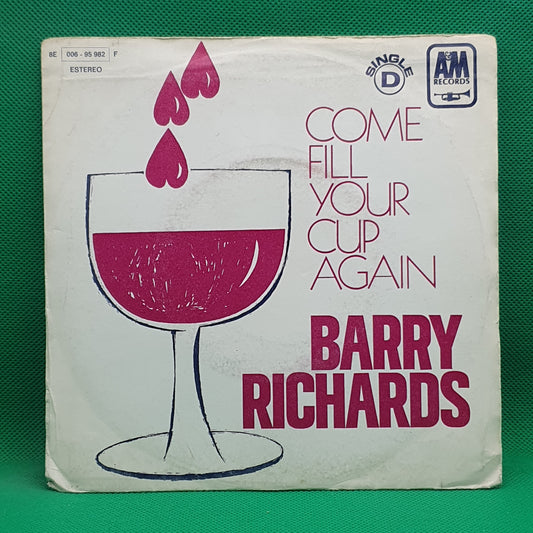 8E 006 - 95 982 F
ESTEREO
SINGLE
D
A&M
RECORDS
COME
FILL
YOUR
CUP
AGAIN
BARRY
RICHARDS